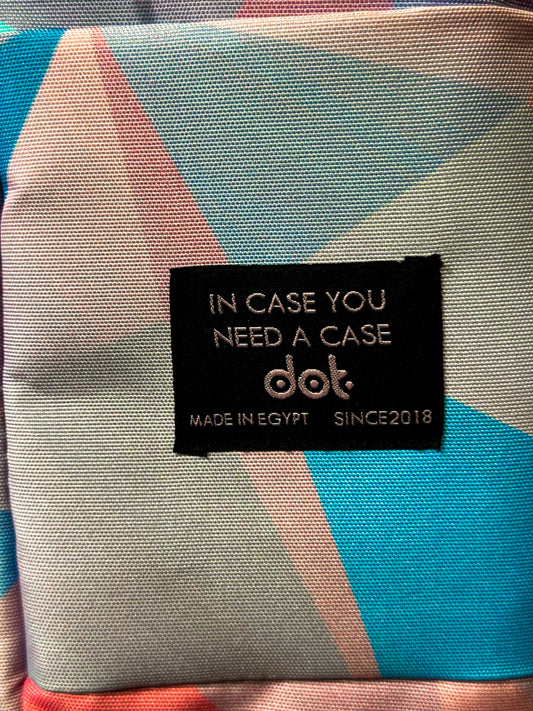 IN CASE YOU
NEED A CASE
dot.
MADE IN EGYPT SINCE2018